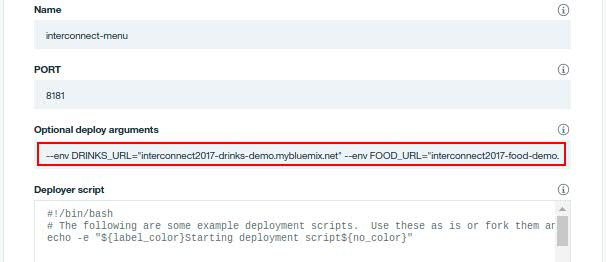 Name
interconnect-menu
PORT
8181
Optional deploy arguments
--env DRINKS_URL="interconnect2017-drinks-demo.mybluemix.net" --env FOOD_URL="interconnect2017-food-demo.
Deployer script
#!/bin/bash
# The following are some example deployment scripts.  Use these as is or fork them
echo -e "${label_color}Starting deployment script${no_color}"